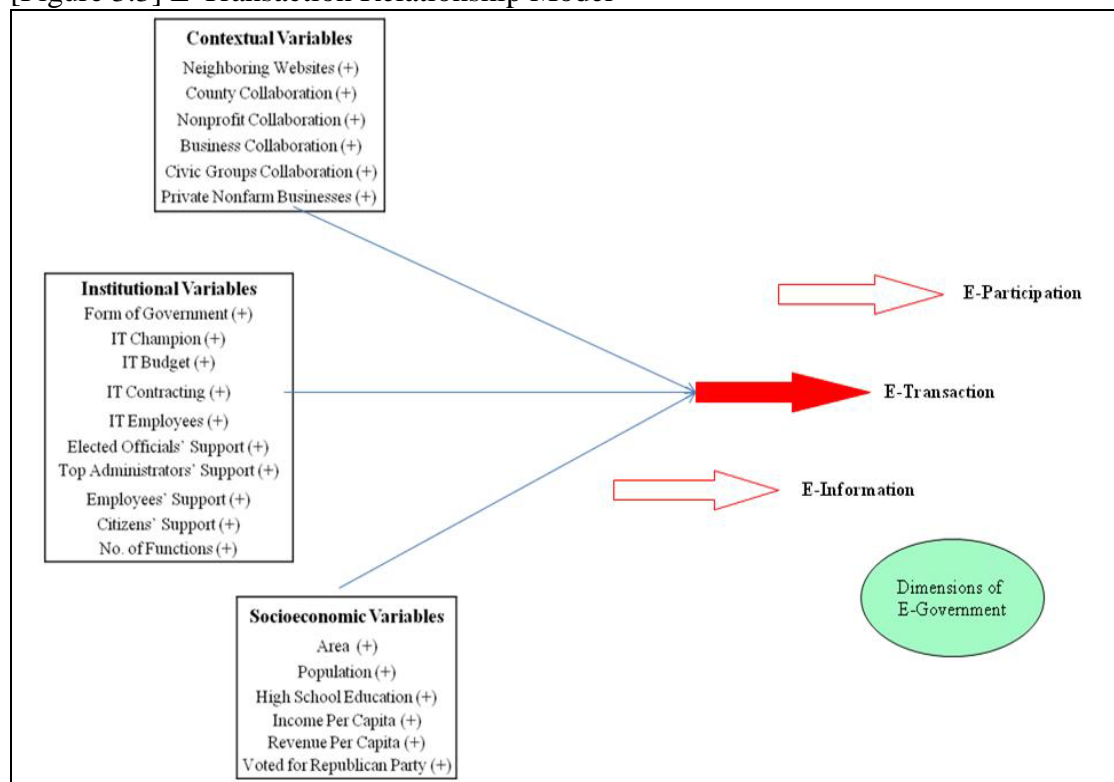 Contextual Variables
Neighboring Websites (+)
County Collaboration (+)
Nonprofit Collaboration (+)
Business Collaboration (+)
Civic Groups Collaboration (+)
Private Nonfarm Businesses (+)
Institutional Variables
Form of Government (+)
IT Champion (+)
IT Budget (+)
IT Contracting (+)
IT Employees (+)
Elected Officials` Support (+)
Top Administrators` Support (+)
Employees` Support (+)
Citizens` Support (+)
No. of Functions (+)
E-Participation
E-Transaction
E-Information
Dimensions of
E-Government
Socioeconomic Variables
Area (+)
Population (+)
High School Education (+)
Income Per Capita (+)
Revenue Per Capita (+)
Voted for Republican Party (+)